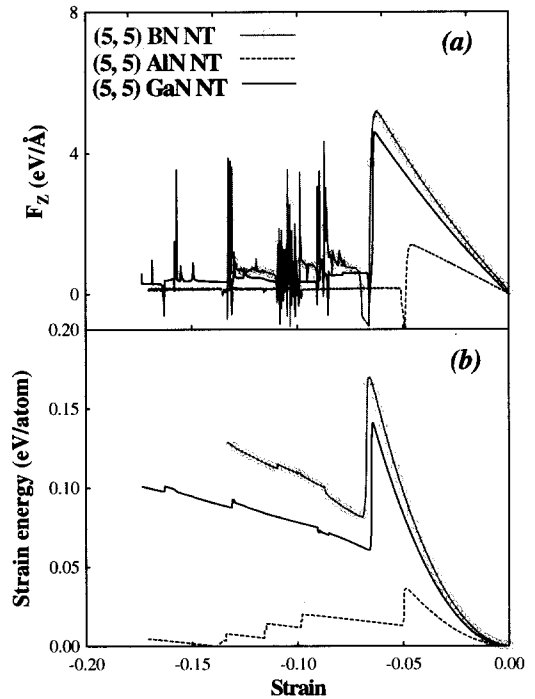 8
(5, 5) BN NT
(5, 5) AlN NT
(5, 5) GaN NT
(a)
4
F_Z (eV/Å)
0
0.20
(b)
0.15
0.10
Strain energy (eV/atom)
0.05
0.00
-0.20 -0.15 -0.10 -0.05 0.00
Strain